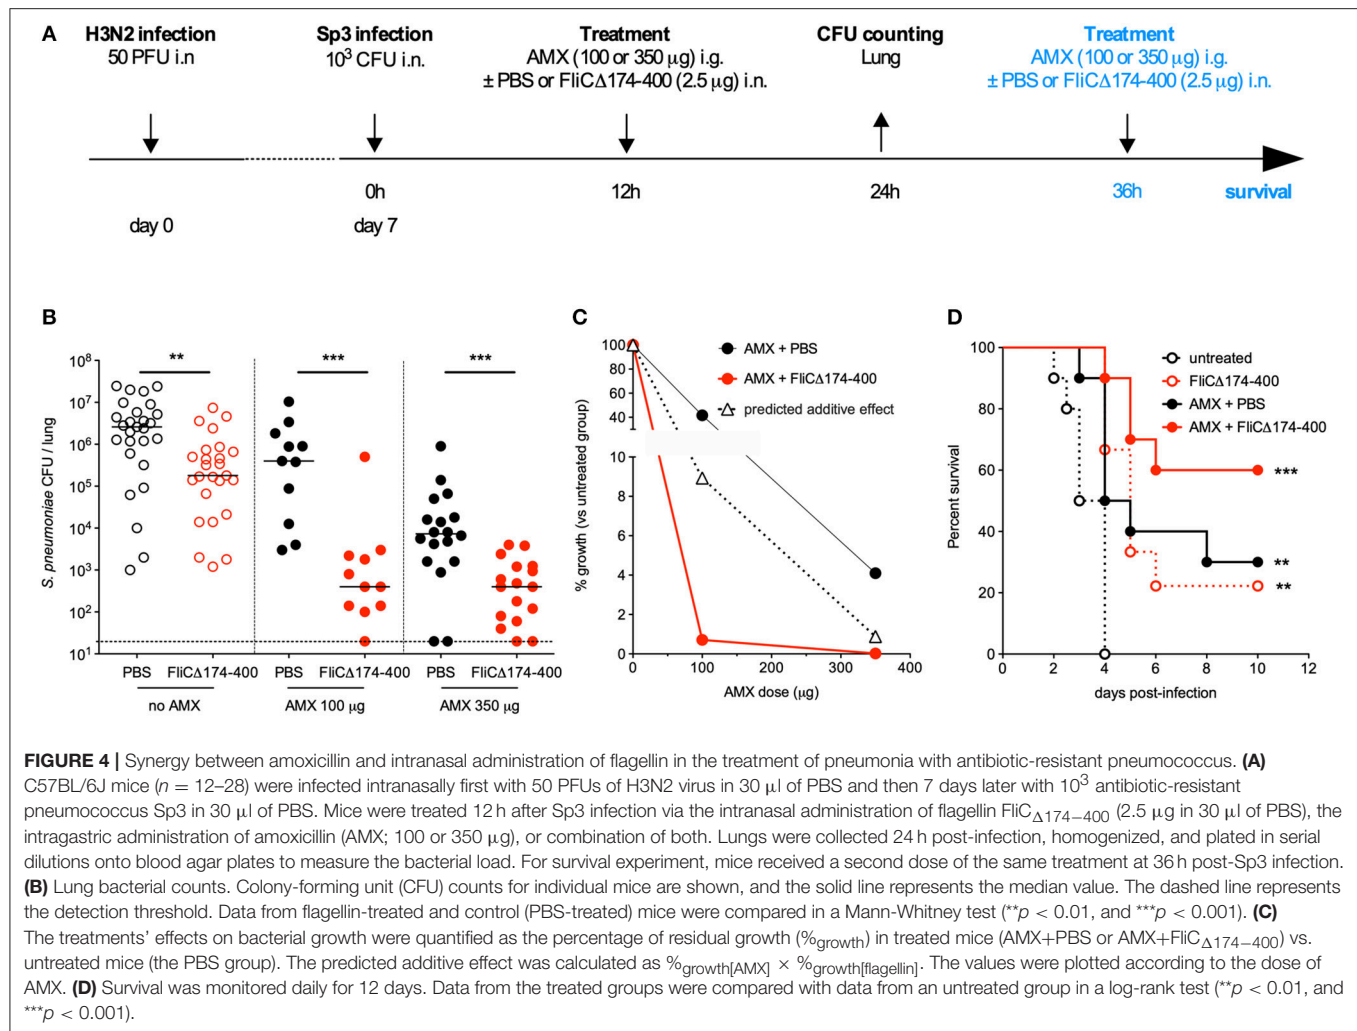 A
H3N2 infection
50 PFU i.n
Sp3 infection
10³ CFU i.n.
Treatment
AMX (100 or 350 µg) i.g.
± PBS or FliCΔ174-400 (2.5 µg) i.n.
CFU counting
Lung
Treatment
AMX (100 or 350 µg) i.g.
± PBS or FliCΔ174-400 (2.5 µg) i.n.
0h
12h
24h
36h
survival
day 0
day 7
B
S. pneumoniae CFU / lung
10⁸
10⁷
10⁶
10⁵
10⁴
10³
10²
10¹
**
***
***
PBS FliCΔ174-400
PBS FliCΔ174-400
PBS FliCΔ174-400
no AMX
AMX 100 µg
AMX 350 µg
C
% growth (vs untreated group)
100
80
60
40
10
8
6
4
2
0
0 100 200 300 400
AMX dose (µg)
AMX + PBS
AMX + FliCΔ174-400
predicted additive effect
D
Percent survival
100
80
60
40
20
0
0 2 4 6 8 10 12
days post-infection
untreated
FliCΔ174-400
AMX + PBS
AMX + FliCΔ174-400
***
**
**
FIGURE 4 | Synergy between amoxicillin and intranasal administration of flagellin in the treatment of pneumonia with antibiotic-resistant pneumococcus. (A)
C57BL/6J mice (n = 12–28) were infected intranasally first with 50 PFUs of H3N2 virus in 30 µl of PBS and then 7 days later with 10³ antibiotic-resistant
pneumococcus Sp3 in 30 µl of PBS. Mice were treated 12 h after Sp3 infection via the intranasal administration of flagellin FliCΔ174−400 (2.5 µg in 30 µl of PBS), the
intragastric administration of amoxicillin (AMX; 100 or 350 µg), or combination of both. Lungs were collected 24 h post-infection, homogenized, and plated in serial
dilutions onto blood agar plates to measure the bacterial load. For survival experiment, mice received a second dose of the same treatment at 36 h post-Sp3 infection.
(B) Lung bacterial counts. Colony-forming unit (CFU) counts for individual mice are shown, and the solid line represents the median value. The dashed line represents
the detection threshold. Data from flagellin-treated and control (PBS-treated) mice were compared in a Mann-Whitney test (**p < 0.01, and ***p < 0.001). (C)
The treatments' effects on bacterial growth were quantified as the percentage of residual growth (%growth) in treated mice (AMX+PBS or AMX+FliCΔ174−400) vs.
untreated mice (the PBS group). The predicted additive effect was calculated as %growth[AMX] × %growth[flagellin]. The values were plotted according to the dose of
AMX. (D) Survival was monitored daily for 12 days. Data from the treated groups were compared with data from an untreated group in a log-rank test (**p < 0.01, and
***p < 0.001).